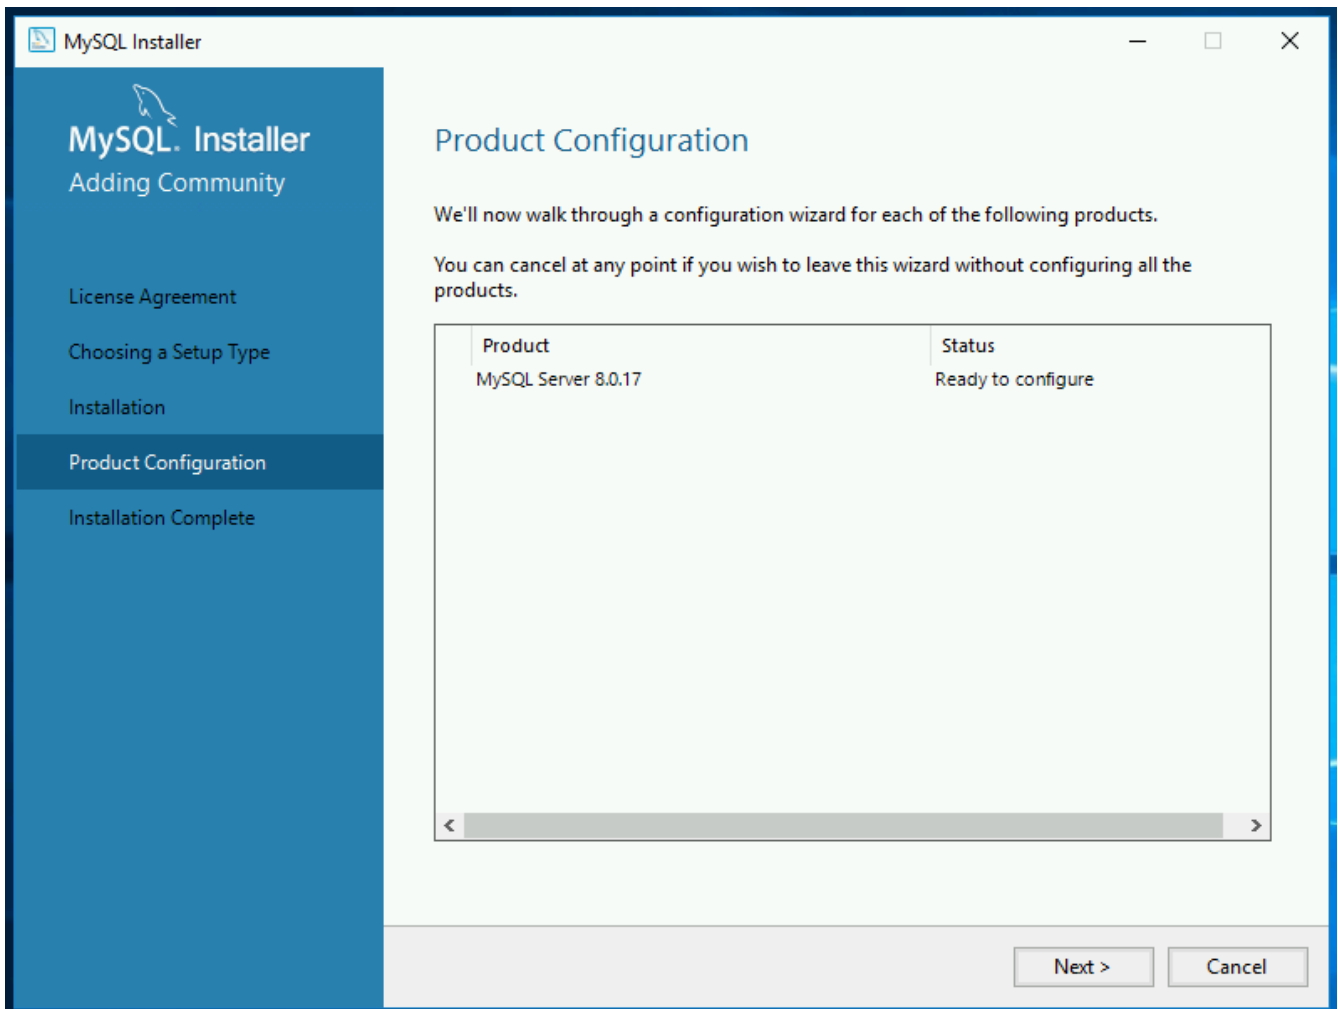 MySQL Installer
MySQL. Installer
Adding Community
License Agreement
Choosing a Setup Type
Installation
Product Configuration
Installation Complete
Product Configuration
We'll now walk through a configuration wizard for each of the following products.
You can cancel at any point if you wish to leave this wizard without configuring all the
products.
Product Status
MySQL Server 8.0.17 Ready to configure
Next > Cancel